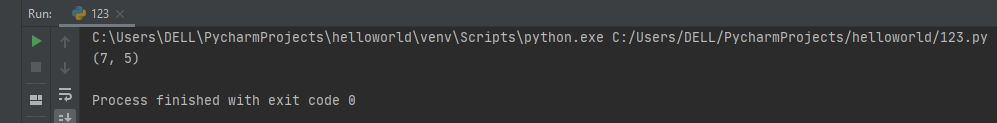 Run: 123
C:\Users\DELL\PycharmProjects\helloworld\venv\Scripts\python.exe C:/Users/DELL/PycharmProjects/helloworld/123.py
(7, 5)
Process finished with exit code 0